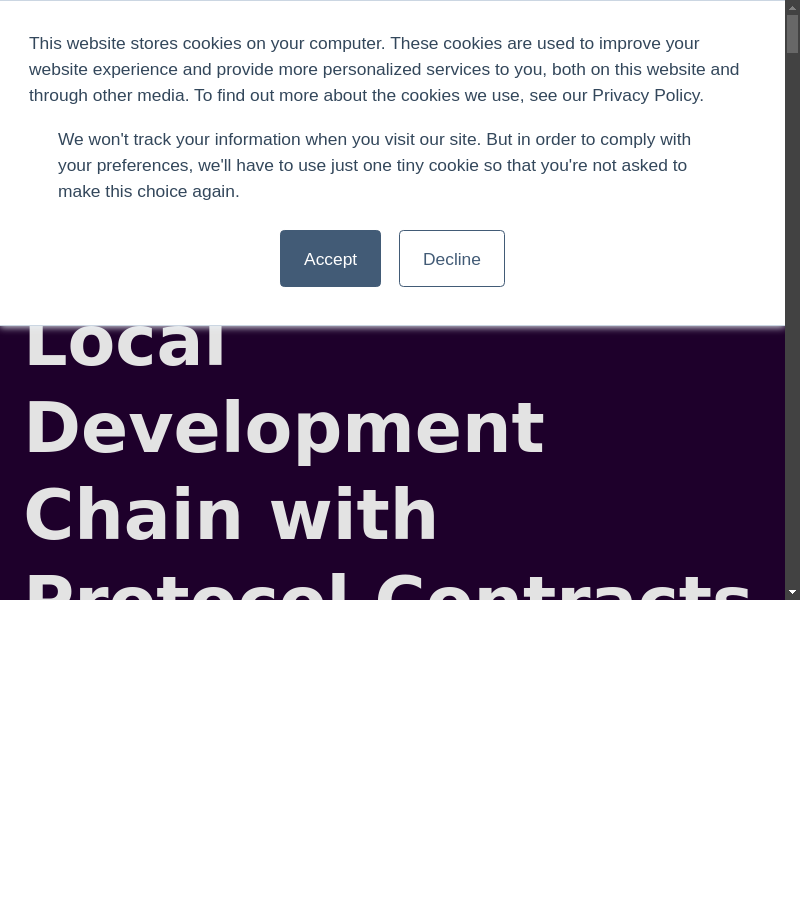 This website stores cookies on your computer. These cookies are used to improve your
website experience and provide more personalized services to you, both on this website and
through other media. To find out more about the cookies we use, see our Privacy Policy.
We won't track your information when you visit our site. But in order to comply with
your preferences, we'll have to use just one tiny cookie so that you're not asked to
make this choice again.
Accept
Decline
Local
Development
Chain with
Protocol Contracts